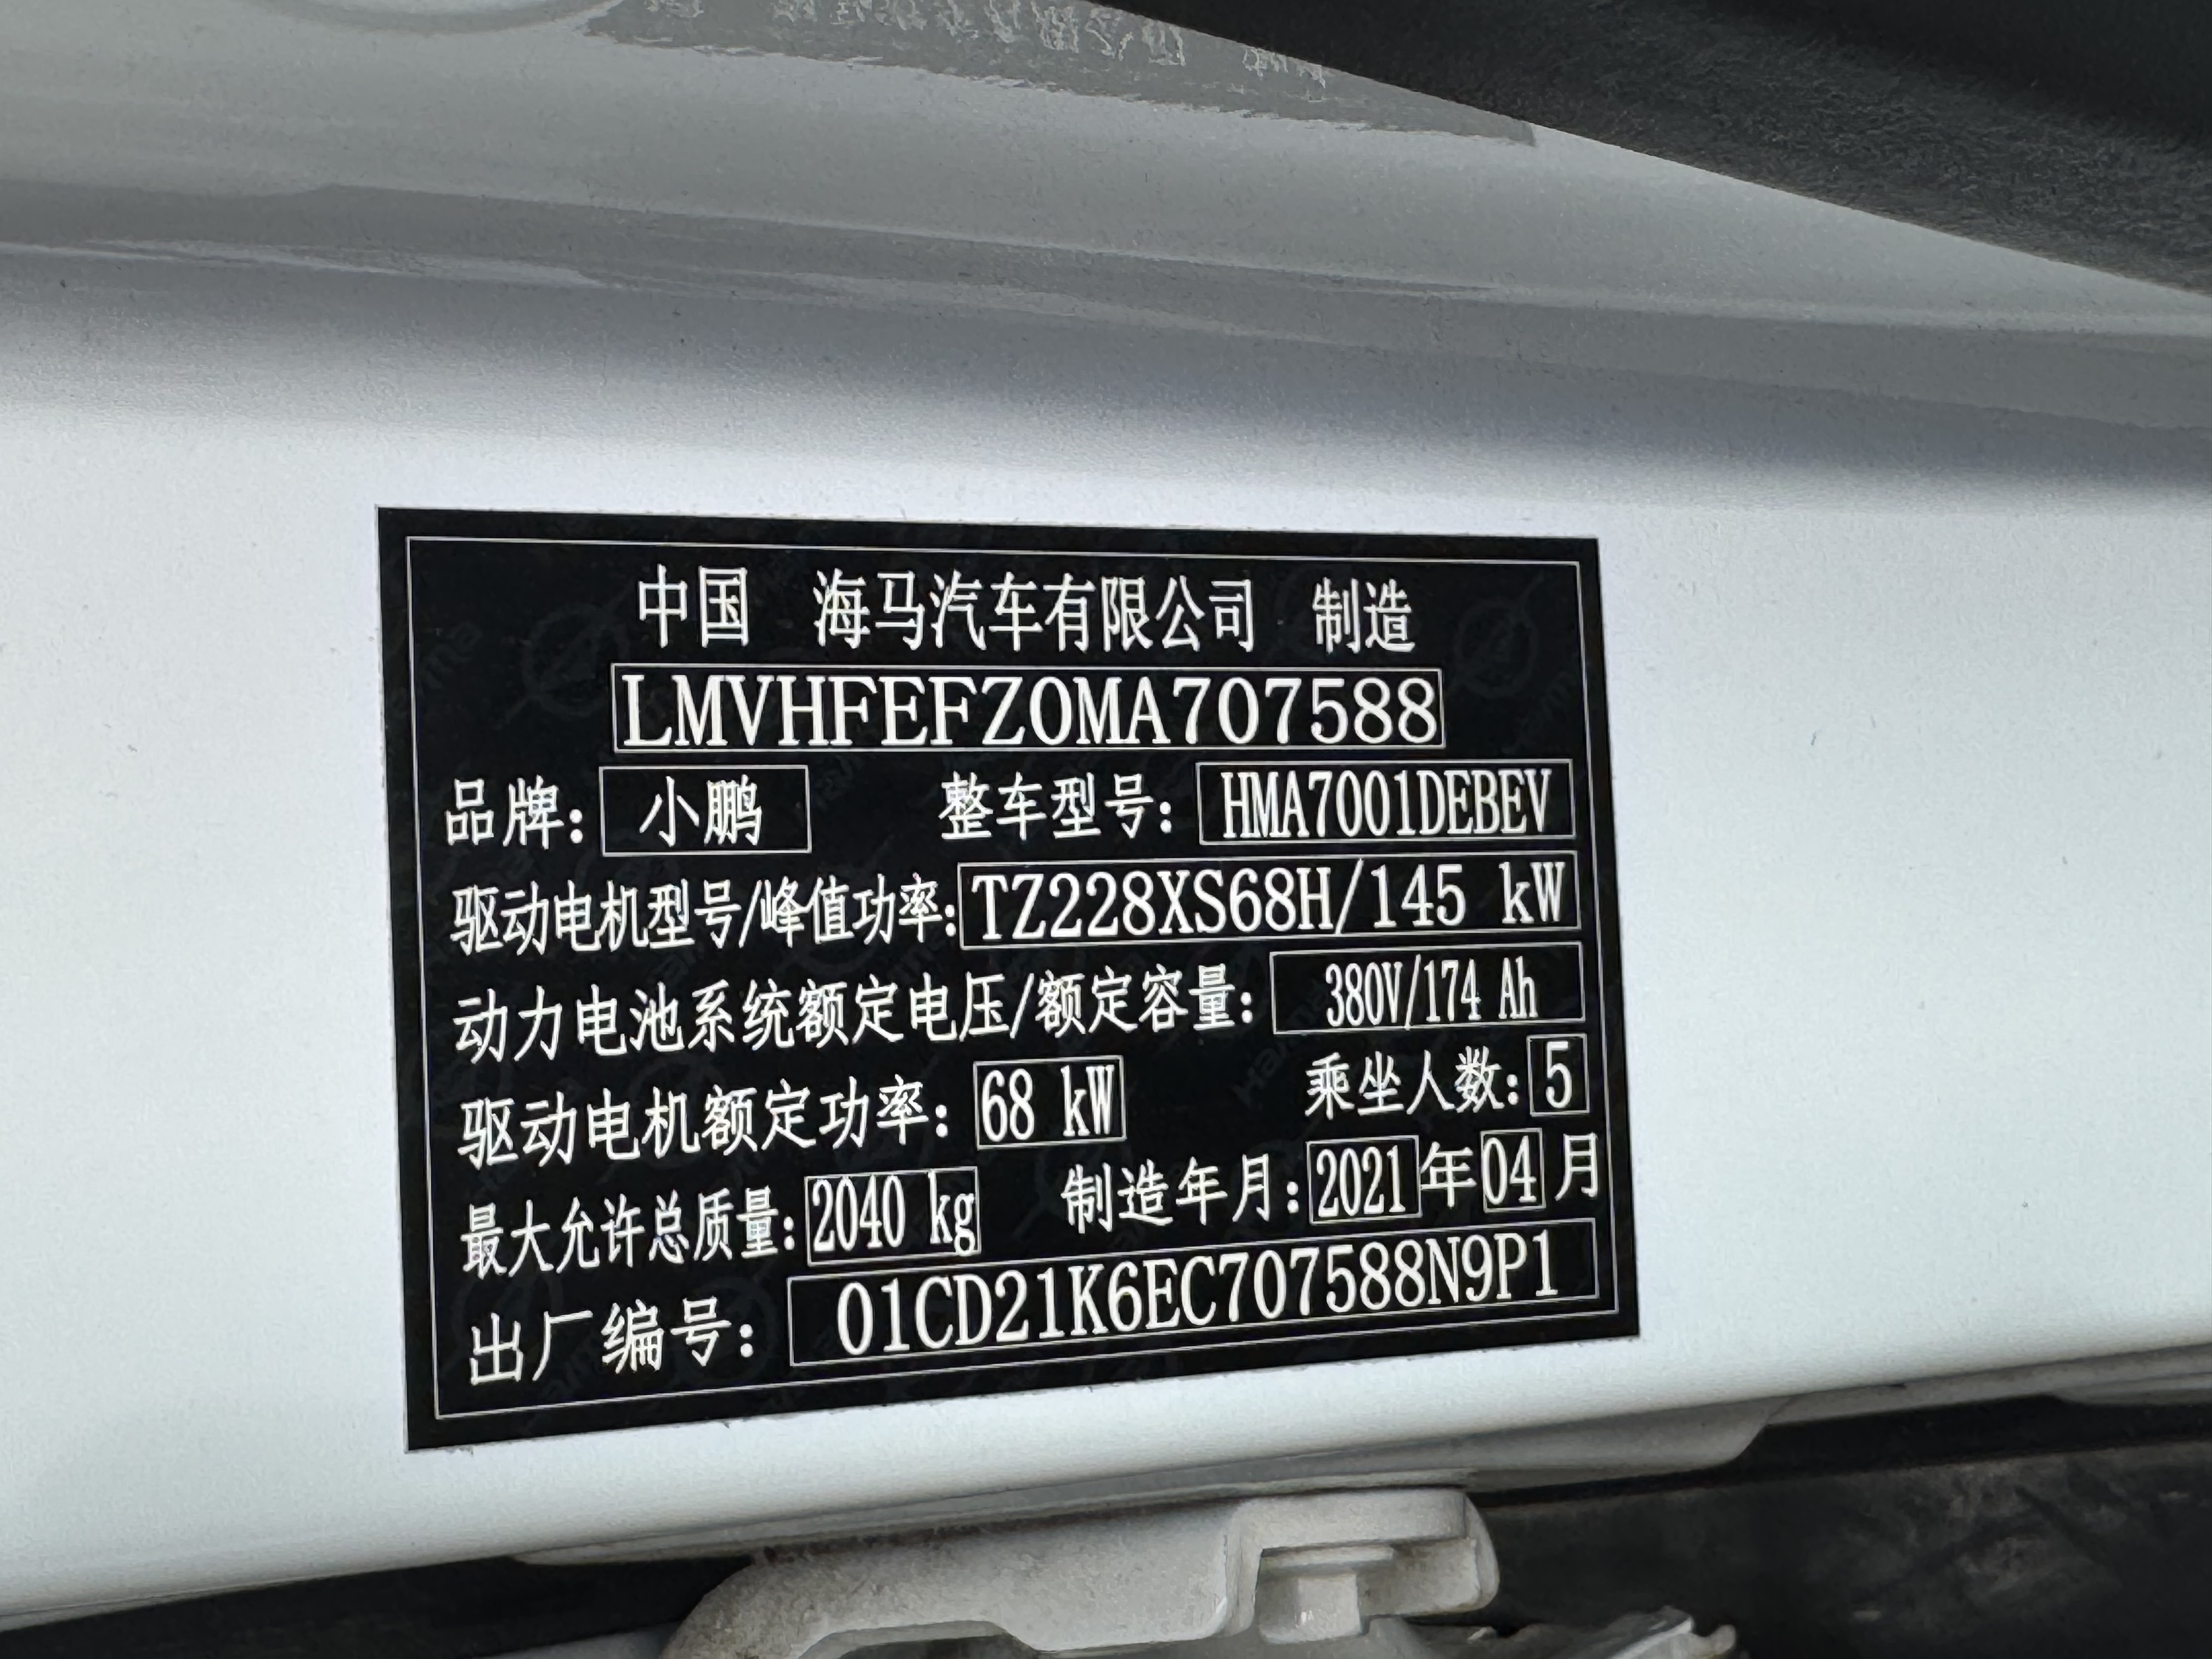 中国 海马汽车有限公司 制造
LMVHFEFZ0MA707588
品牌: 小鹏 整车型号: HMA7001DEBEV
驱动电机型号/峰值功率: TZ228XS68H/145 kW
动力电池系统额定电压/额定容量: 380V/174 Ah
驱动电机额定功率: 68 kW 乘坐人数: 5
最大允许总质量: 2040 kg 制造年月: 2021 年 04 月
出厂编号: 01CD21K6EC707588N9P1